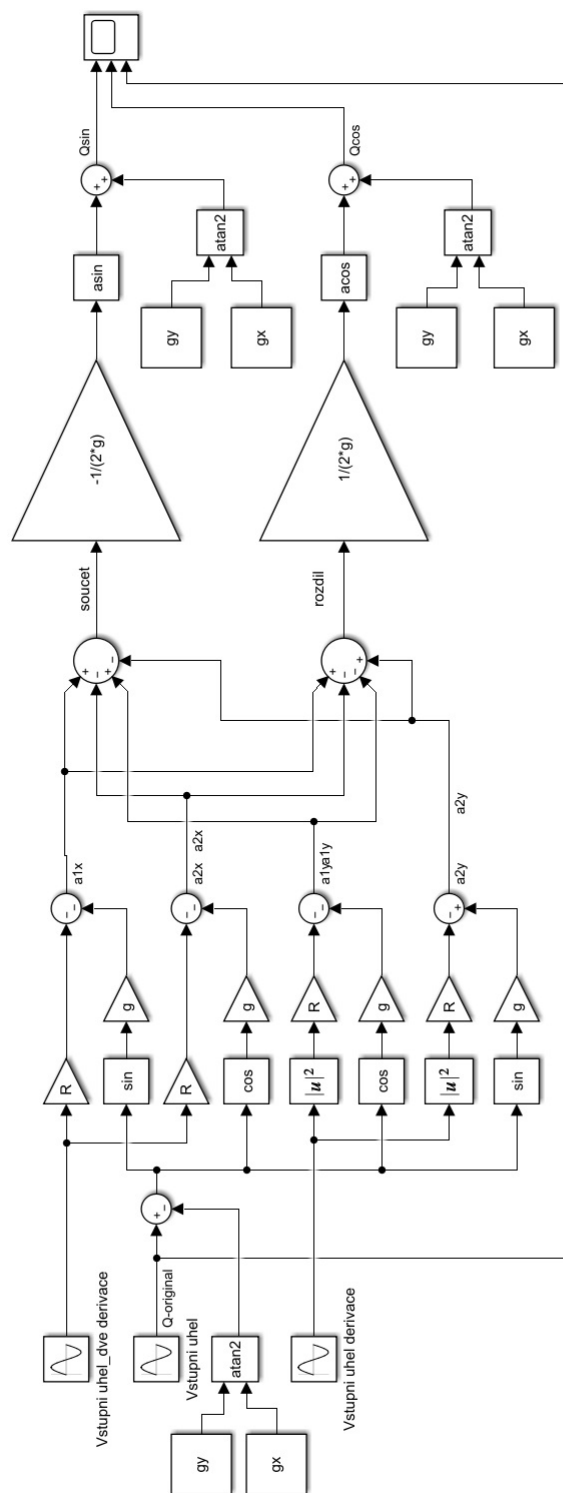 Vstupni uhel_dve derivace
R
a1x
soucet
-1/(2*g)
asin
Qsin
sin
g
Q-original
Vstupni uhel
gy
gx
atan2
R
a2x
a2x
gy
gx
atan2
cos
g
Vstupni uhel derivace
|u|²
R
a1y
a1y
rozdil
1/(2*g)
acos
Qcos
cos
g
gy
gx
atan2
|u|²
R
a2y
a2y
sin
g